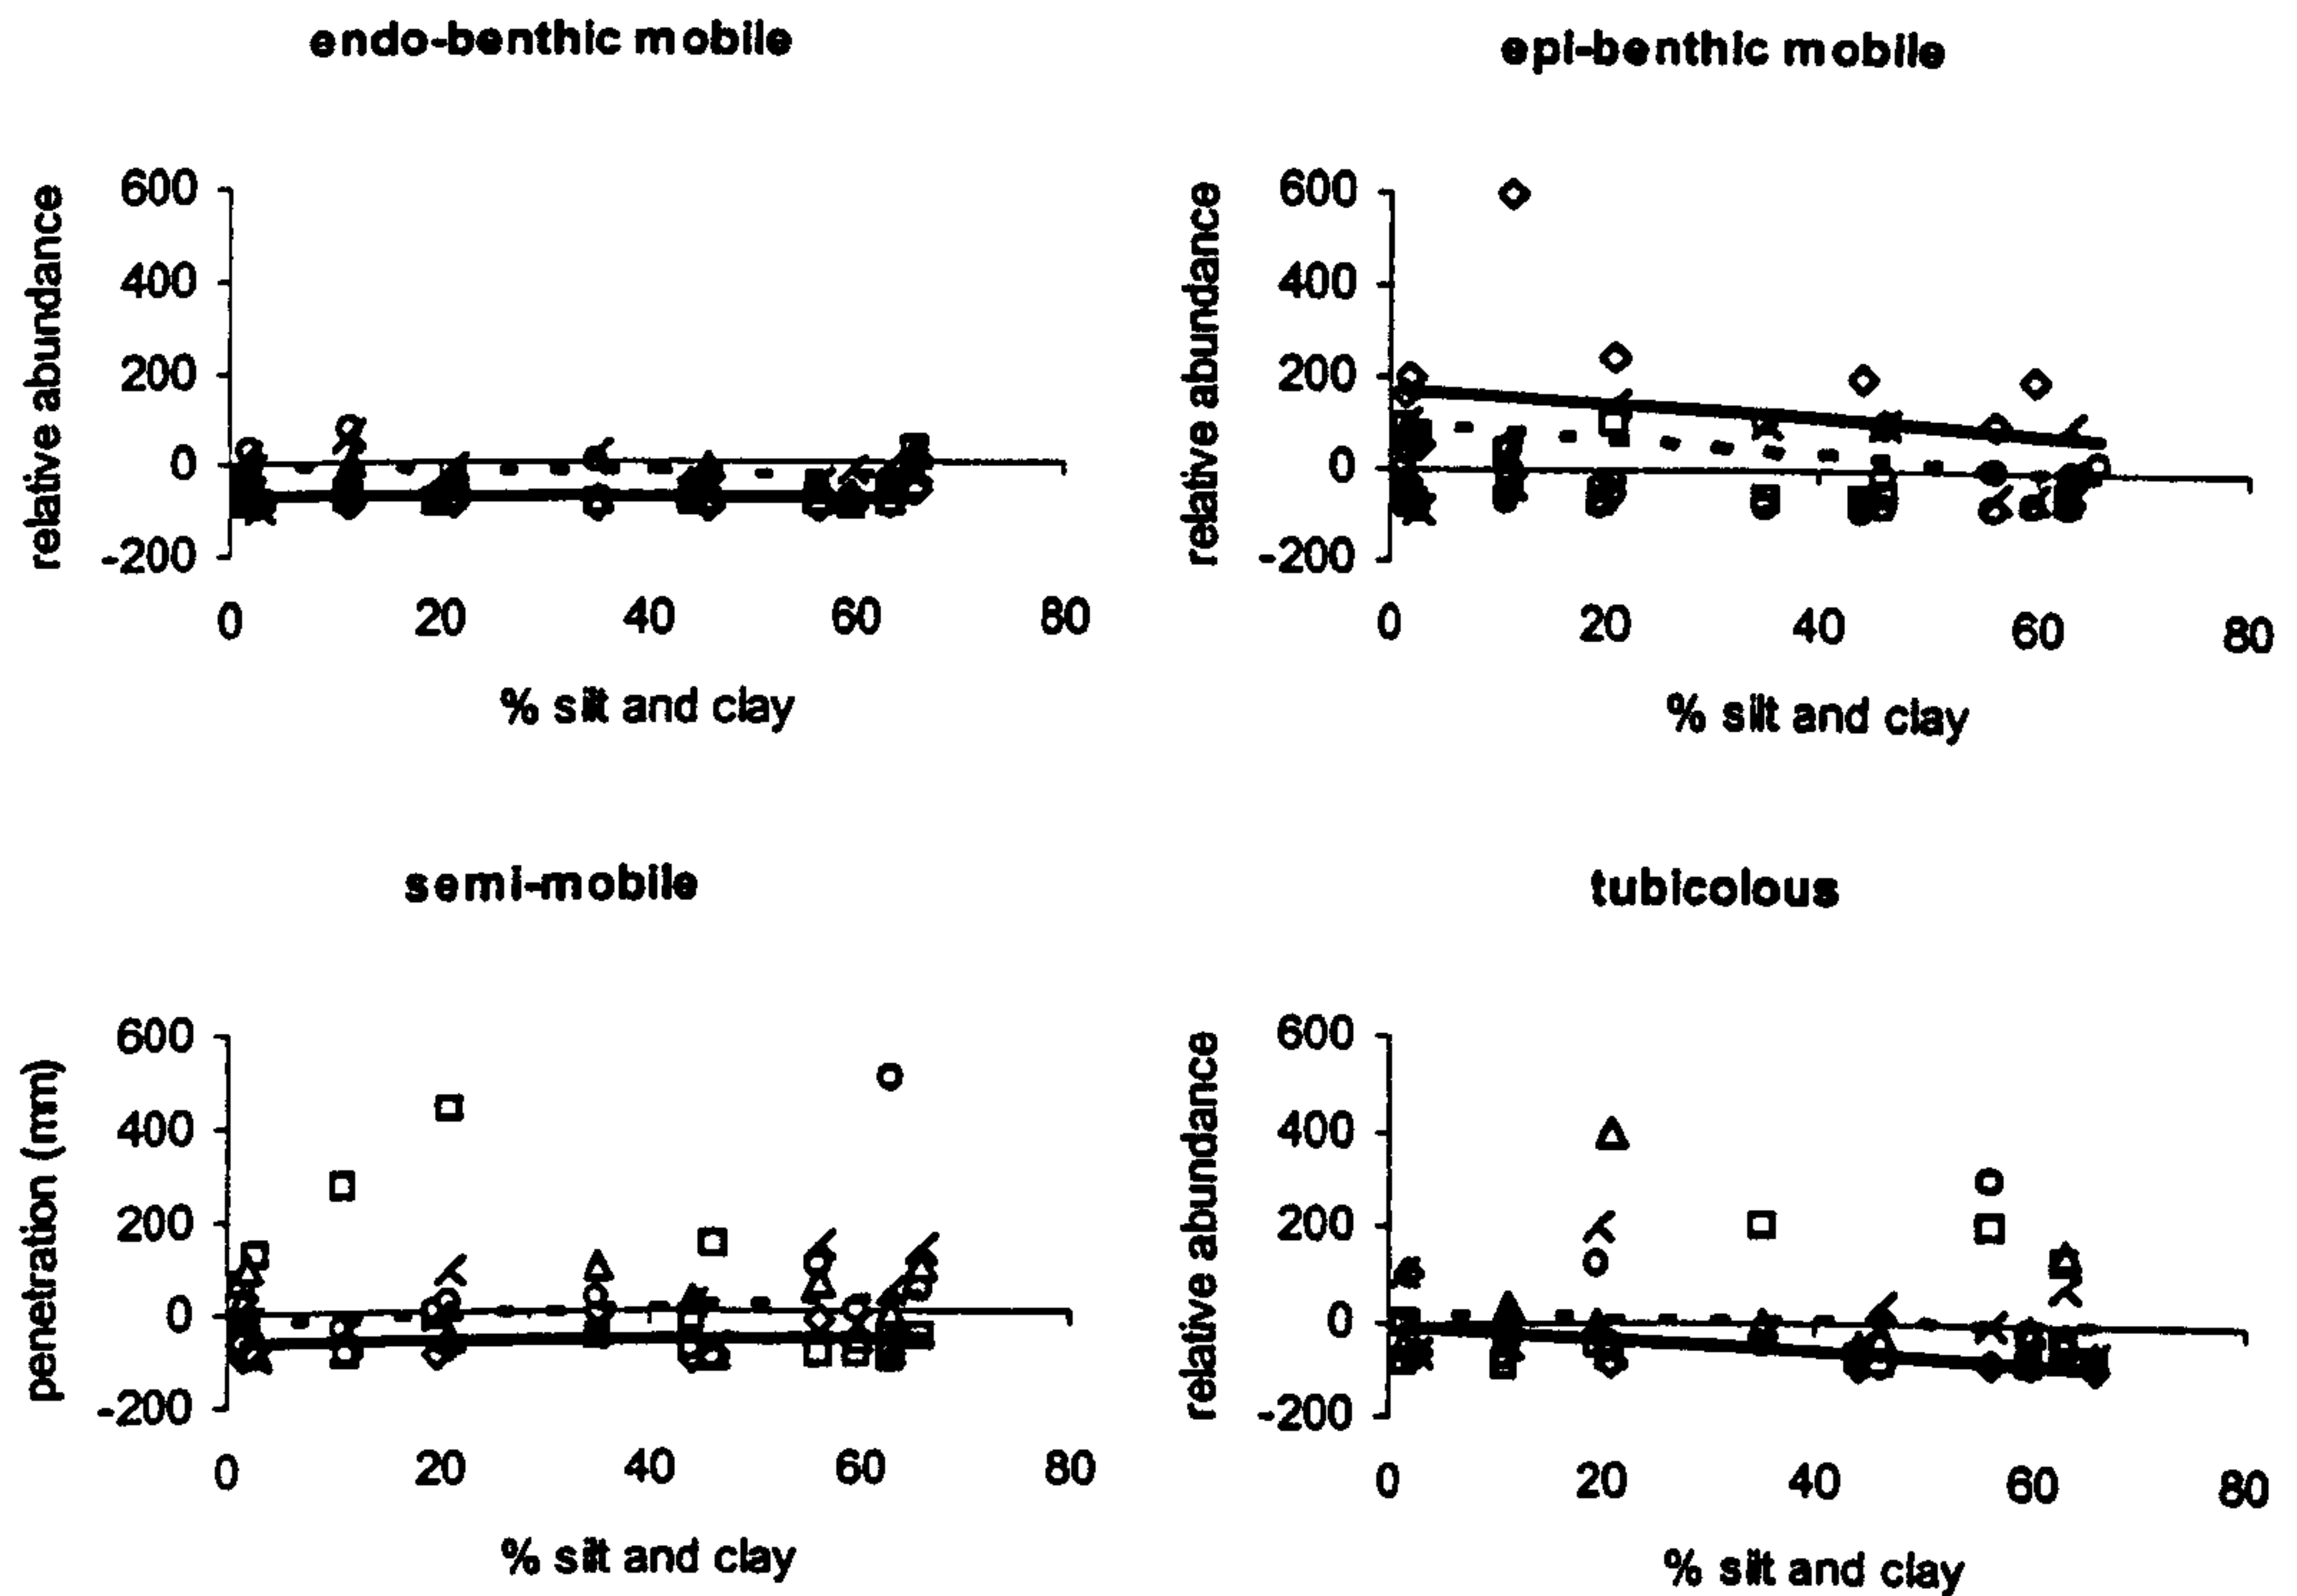 endo-benthic mobile
epi-benthic mobile
relative abundance
600
400
200
0
-200
0 20 40 60 80
% silt and clay
relative abundance
600
400
200
0
-200
0 20 40 60 80
% silt and clay
semi-mobile
tubicolous
penetration (mm)
600
400
200
0
-200
0 20 40 60 80
% silt and clay
relative abundance
600
400
200
0
-200
0 20 40 60 80
% silt and clay